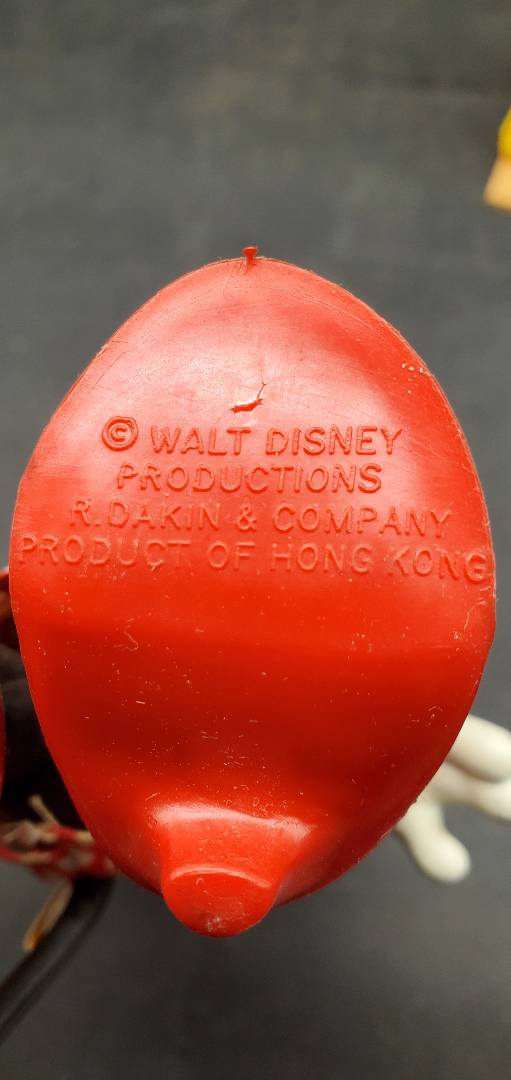 © WALT DISNEY
PRODUCTIONS
R. DAKIN & COMPANY
PRODUCT OF HONG KONG